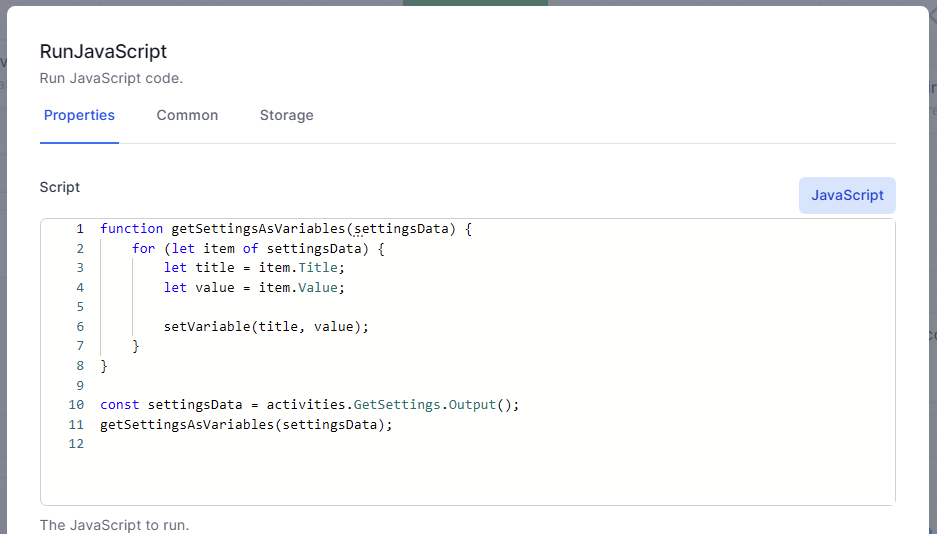 RunJavaScript
Run JavaScript code.
Properties Common Storage
Script
JavaScript
1 function getSettingsAsVariables(settingsData) {
2 for (let item of settingsData) {
3 let title = item.Title;
4 let value = item.Value;
5
6 setVariable(title, value);
7 }
8 }
9
10 const settingsData = activities.GetSettings.Output();
11 getSettingsAsVariables(settingsData);
12
The JavaScript to run.